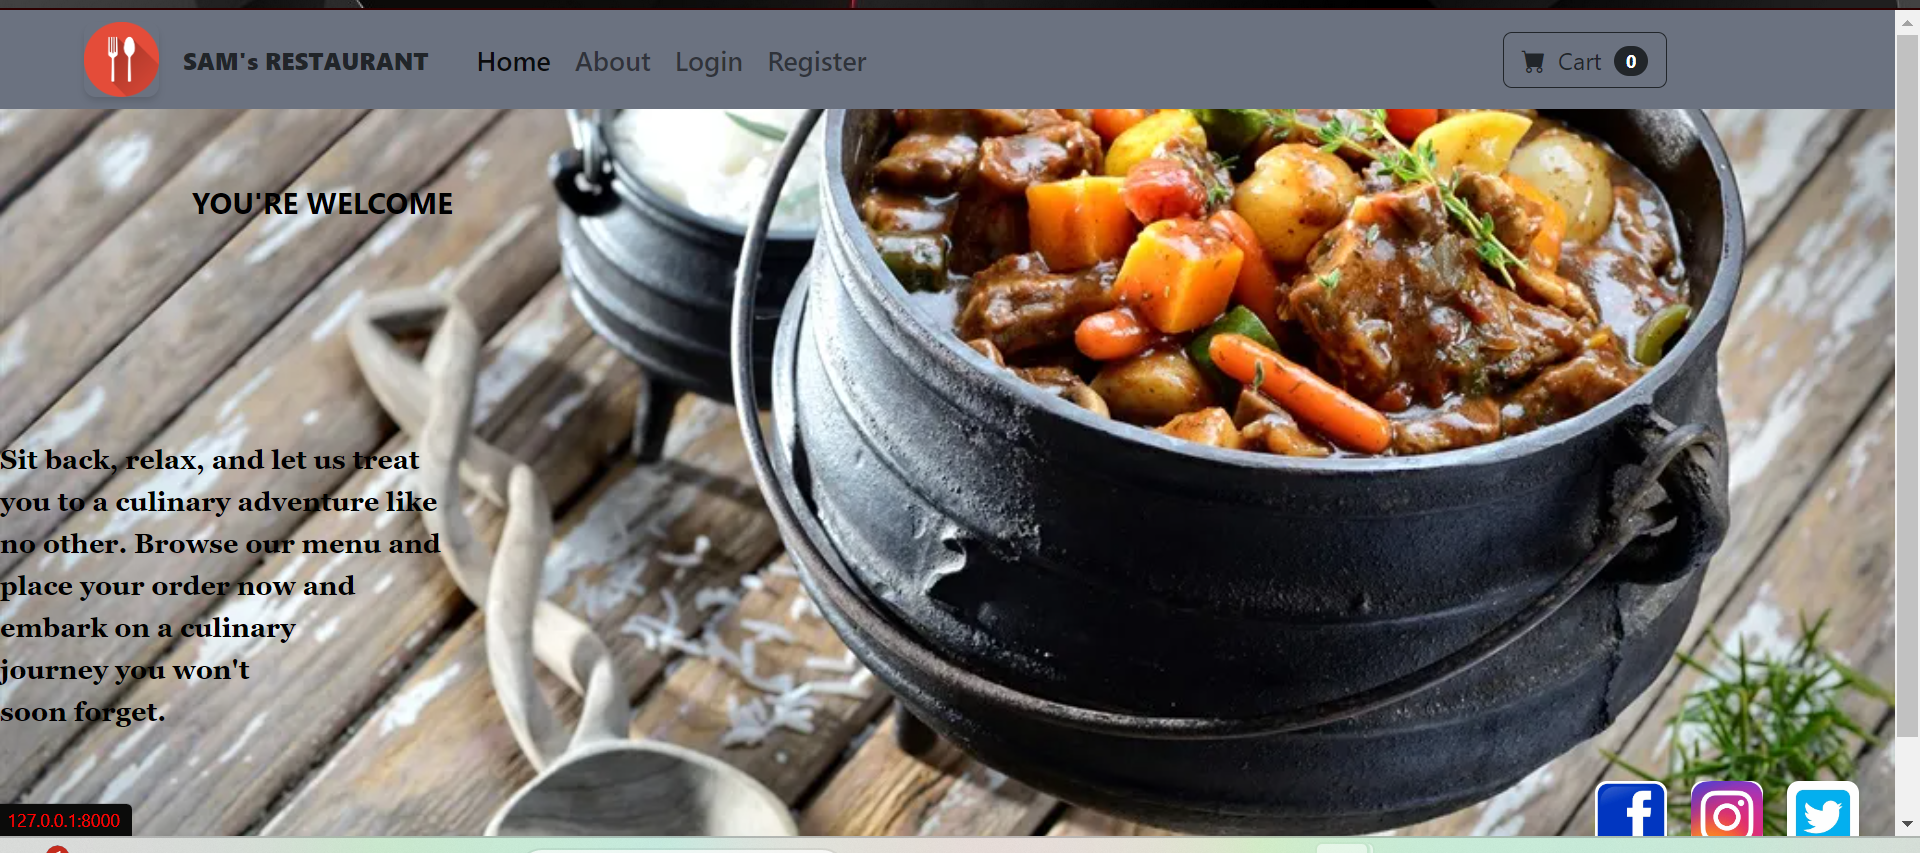 SAM's RESTAURANT Home About Login Register Cart 0
YOU'RE WELCOME
Sit back, relax, and let us treat
you to a culinary adventure like
no other. Browse our menu and
place your order now and
embark on a culinary
journey you won't
soon forget.
127.0.0.1:8000